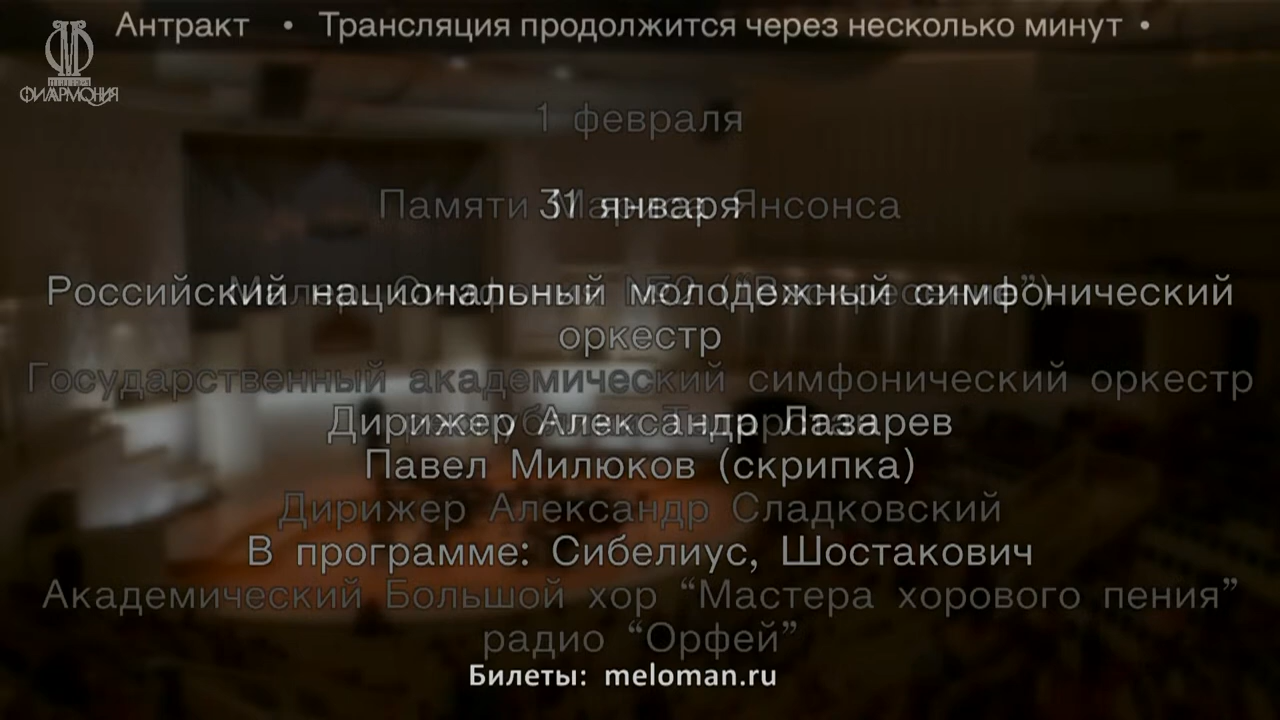 Антракт • Трансляция продолжится через несколько минут •
ФИЛАРМОНИЯ
1 февраля
Памяти Янсонса
31 января
Российский национальный молодежный симфонический
оркестр
Государственный академический симфонический оркестр
Дирижер Александр Лазарев
Павел Милюков (скрипка)
Дирижер Александр Сладковский
В программе: Сибелиус, Шостакович
Академический Большой хор “Мастера хорового пения”
радио “Орфей”
Билеты: meloman.ru